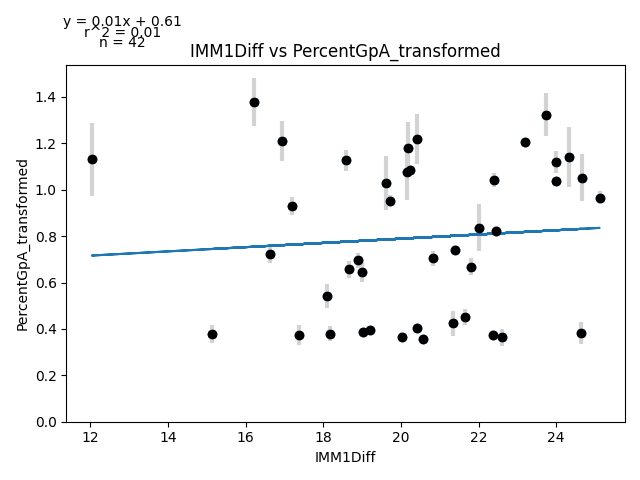 y = 0.01x + 0.61
r^2 = 0.01
n = 42
IMM1Diff vs PercentGpA_transformed
PercentGpA_transformed
1.4
1.2
1.0
0.8
0.6
0.4
0.2
0.0
12 14 16 18 20 22 24
IMM1Diff